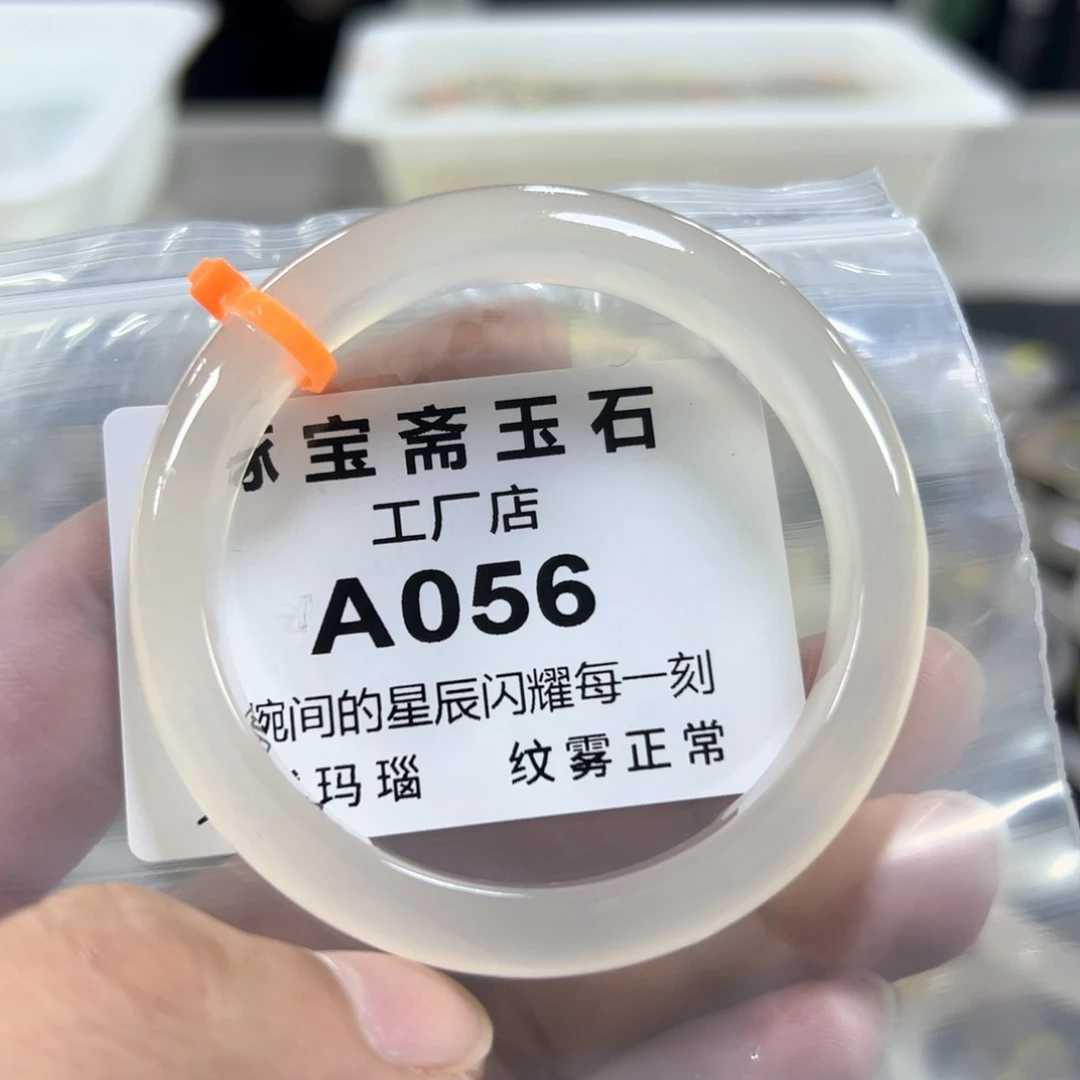 宝斋玉石
工厂店
A056
腕间的星辰闪耀每一刻
玛瑙 纹雾正常